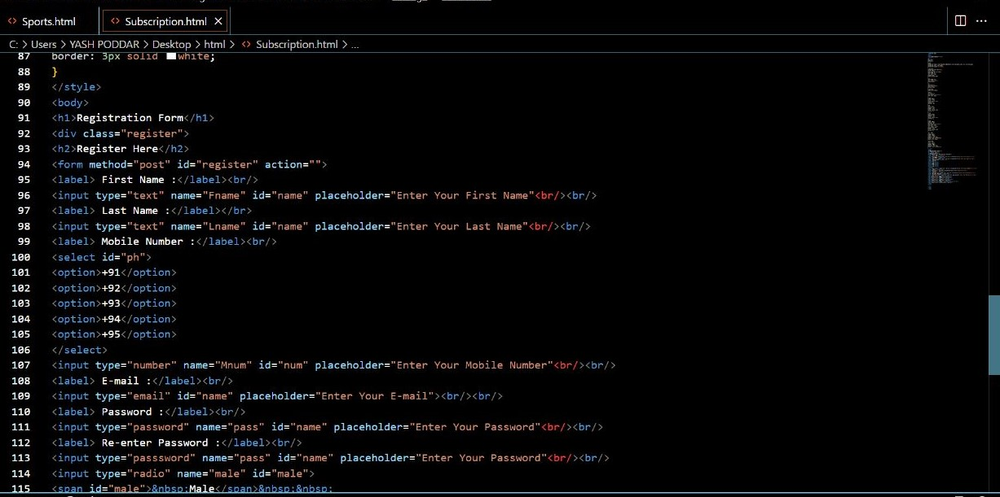 Sports.html
Subscription.html
C: > Users > YASH PODDAR > Desktop > html > Subscription.html > ...
87 border: 3px solid white;
88 }
89 </style>
90 <body>
91 <h1>Registration Form</h1>
92 <div class="register">
93 <h2>Register Here</h2>
94 <form method="post" id="register" action="">
95 <label> First Name :</label><br/>
96 <input type="text" name="Fname" id="name" placeholder="Enter Your First Name"<br/><br/>
97 <label> Last Name :</label></br>
98 <input type="text" name="Lname" id="name" placeholder="Enter Your Last Name"<br/><br/>
99 <label> Mobile Number :</label><br/>
100 <select id="ph">
101 <option>+91</option>
102 <option>+92</option>
103 <option>+93</option>
104 <option>+94</option>
105 <option>+95</option>
106 </select>
107 <input type="number" name="Mnum" id="num" placeholder="Enter Your Mobile Number"<br/><br/>
108 <label> E-mail :</label><br/>
109 <input type="email" id="name" placeholder="Enter Your E-mail"><br/><br/>
110 <label> Password :</label><br/>
111 <input type="password" name="pass" id="name" placeholder="Enter Your Password"<br/><br/>
112 <label> Re-enter Password :</label><br/>
113 <input type="passsword" name="pass" id="name" placeholder="Enter Your Password"<br/><br/>
114 <input type="radio" name="male" id="male">
115 <span id="male">&nbsp;Male</span>&nbsp;&nbsp;